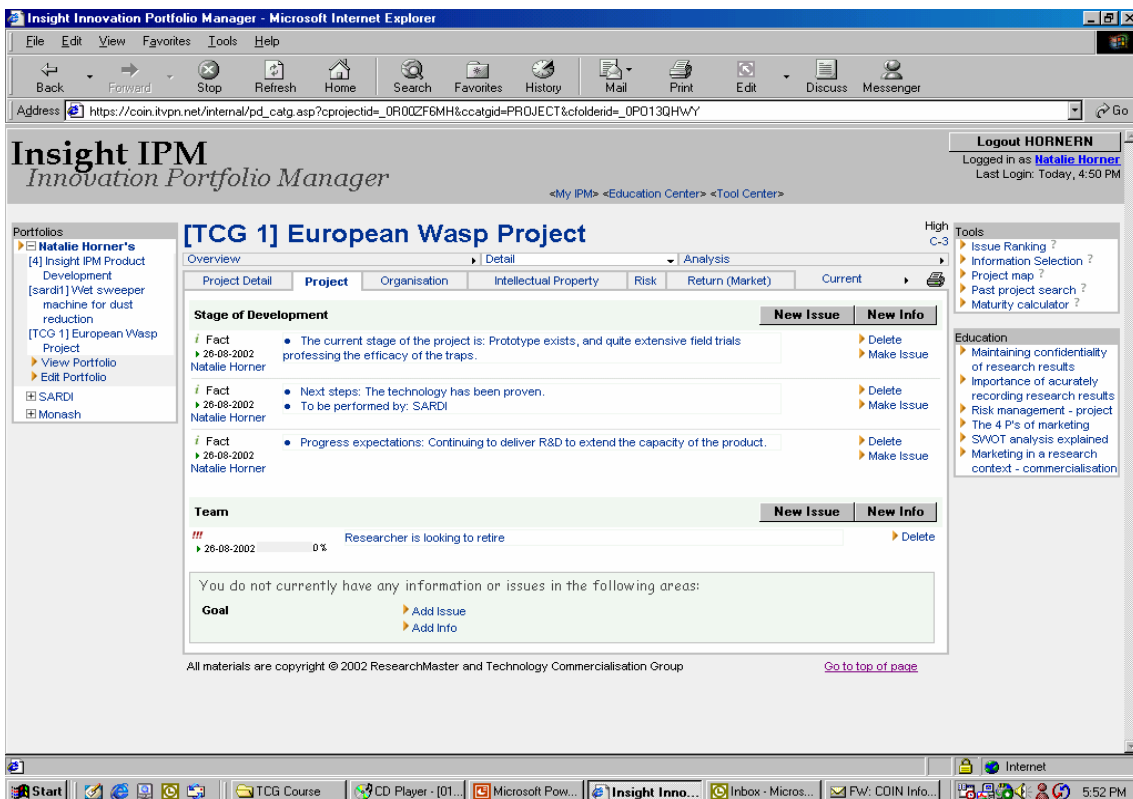 Insight Innovation Portfolio Manager - Microsoft Internet Explorer
File Edit View Favorites Tools Help
Back Forward Stop Refresh Home Search Favorites History Mail Print Edit Discuss Messenger
Address https://coin.itvpn.net/internal/pd_catg.asp?cprojectid=_0R00ZF6MH&ccatgid=PROJECT&cfolderid=_0PO13QHWY Go
Insight IPM
Innovation Portfolio Manager
<My IPM> <Education Center> <Tool Center>
Logout HORNERN
Logged in as Natalie Horner
Last Login: Today, 4:50 PM
Portfolios
Natalie Horner's
[4] Insight IPM Product
Development
[sardi1] Wet sweeper
machine for dust
reduction
[TCG 1] European Wasp
Project
View Portfolio
Edit Portfolio
SARDI
Monash
[TCG 1] European Wasp Project
High
C-3
Overview Detail Analysis
Project Detail Project Organisation Intellectual Property Risk Return (Market) Current
Stage of Development New Issue New Info
i Fact
26-08-2002
Natalie Horner
• The current stage of the project is: Prototype exists, and quite extensive field trials
professing the efficacy of the traps.
Delete
Make Issue
i Fact
26-08-2002
Natalie Horner
• Next steps: The technology has been proven.
• To be performed by: SARDI
Delete
Make Issue
i Fact
26-08-2002
Natalie Horner
• Progress expectations: Continuing to deliver R&D to extend the capacity of the product.
Delete
Make Issue
Team New Issue New Info
!!!
26-08-2002 0%
Researcher is looking to retire
Delete
You do not currently have any information or issues in the following areas:
Goal
Add Issue
Add Info
All materials are copyright © 2002 ResearchMaster and Technology Commercialisation Group Go to top of page
Tools
Issue Ranking ?
Information Selection ?
Project map ?
Past project search ?
Maturity calculator ?
Education
Maintaining confidentiality
of research results
Importance of acurately
recording research results
Risk management - project
The 4 P's of marketing
SWOT analysis explained
Marketing in a research
context - commercialisation
Internet
Start TCG Course CD Player - [01... Microsoft Pow... Insight Inno... Inbox - Micros... FW: COIN Info... 5:52 PM